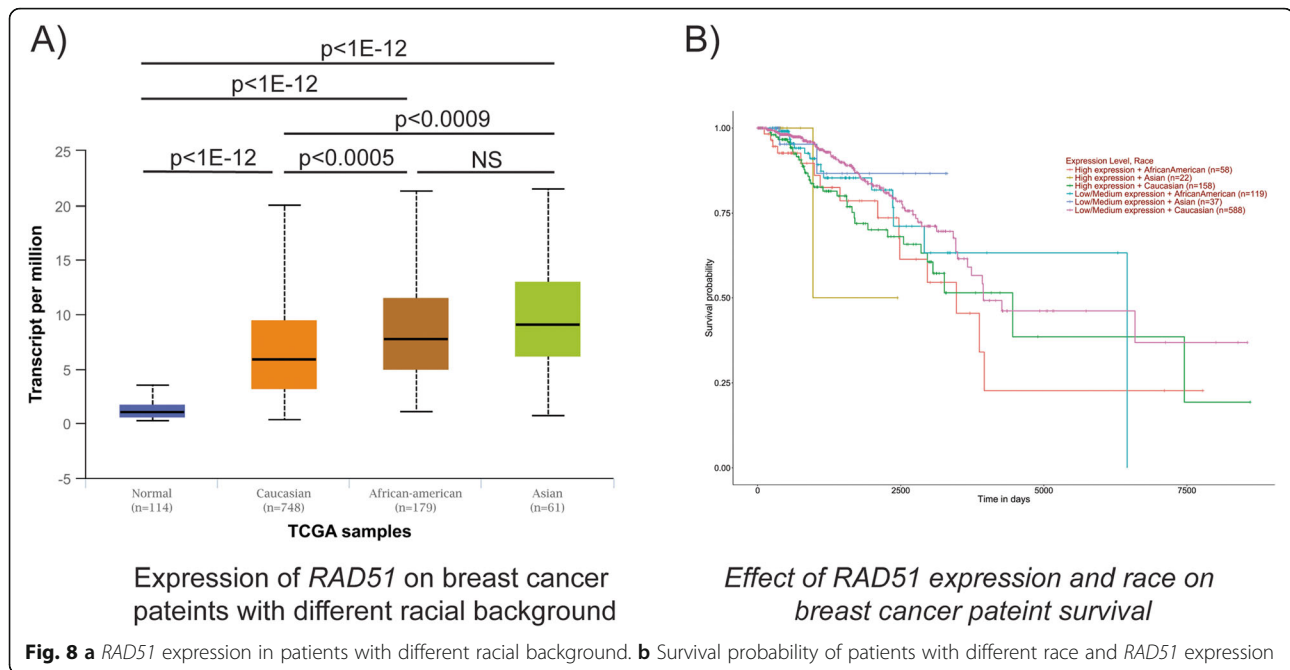 A)
p<1E-12
p<1E-12
p<0.0009
p<1E-12
p<0.0005
NS
25
20
15
10
5
0
-5
Transcript per million
Normal
(n=114)
Caucasian
(n=748)
African-american
(n=179)
Asian
(n=61)
TCGA samples
Expression of RAD51 on breast cancer
pateints with different racial background
B)
1.00
0.75
0.50
0.25
0.00
Survival probability
0
2500
5000
7500
Time in days
Expression Level, Race
High expression + AfricanAmerican (n=58)
High expression + Asian (n=22)
High expression + Caucasian (n=158)
Low/Medium expression + AfricanAmerican (n=119)
Low/Medium expression + Asian (n=37)
Low/Medium expression + Caucasian (n=588)
Effect of RAD51 expression and race on
breast cancer pateint survival
Fig. 8 a RAD51 expression in patients with different racial background. b Survival probability of patients with different race and RAD51 expression